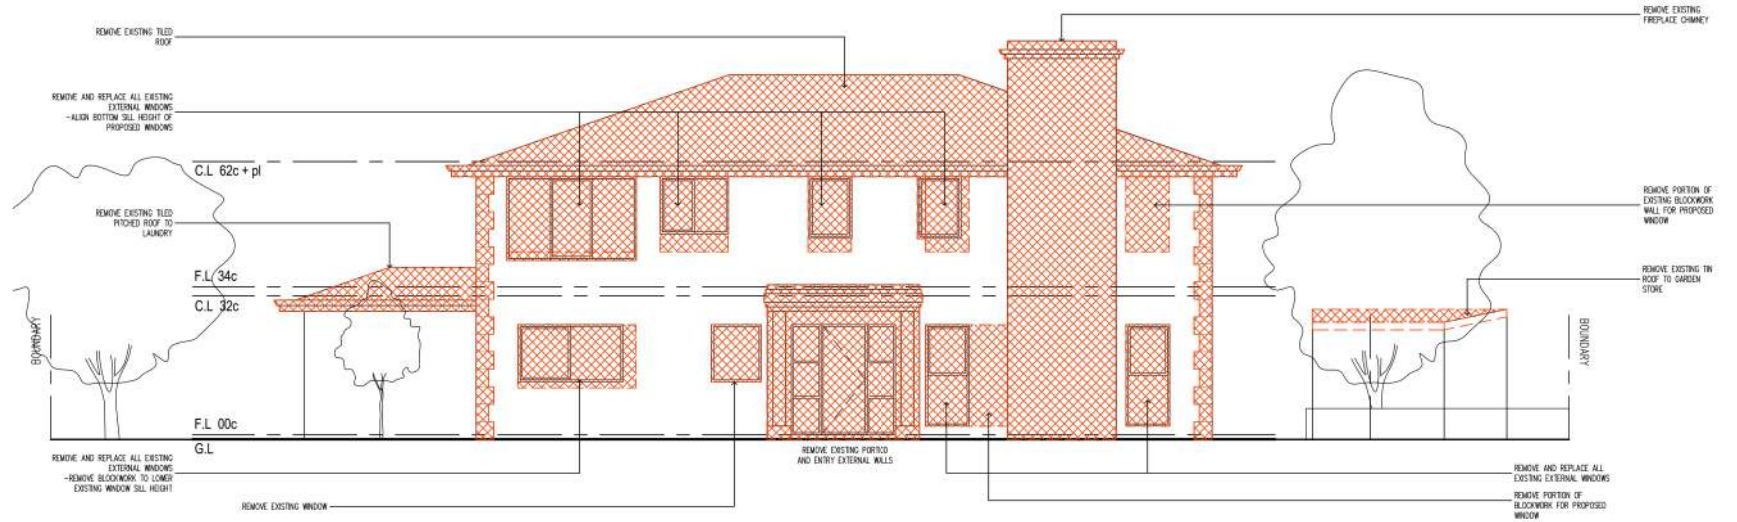 REMOVE EXISTING
FIREPLACE CHIMNEY
REMOVE EXISTING TILED
ROOF
REMOVE AND REPLACE ALL EXISTING
EXTERNAL WINDOWS
-ALIGN BOTTOM SILL HEIGHT OF
PROPOSED WINDOWS
C.L 62c + pl
REMOVE PORTION OF
EXISTING BLOCKWORK
WALL FOR PROPOSED
WINDOW
REMOVE EXISTING TILED
PITCHED ROOF TO
LAUNDRY
F.L 34c
C.L 32c
REMOVE EXISTING TIN
ROOF TO GARDEN
STORE
BOUNDARY
BOUNDARY
F.L 00c
G.L
REMOVE EXISTING PORTICO
AND ENTRY EXTERNAL WALLS
REMOVE AND REPLACE ALL EXISTING
EXTERNAL WINDOWS
-REMOVE BLOCKWORK TO LOWER
EXISTING WINDOW SILL HEIGHT
REMOVE EXISTING WINDOW
REMOVE AND REPLACE ALL
EXISTING EXTERNAL WINDOWS
REMOVE PORTION OF
BLOCKWORK FOR PROPOSED
WINDOW